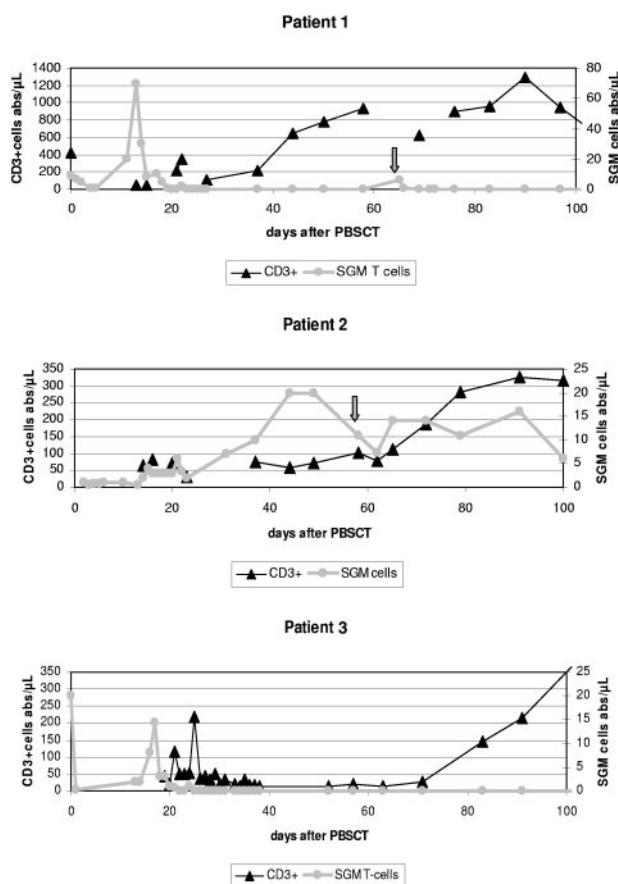 Patient 1
CD3+cells abs/µL
1400
1200
1000
800
600
400
200
0
80
60
40
20
0
SGM cells abs/µL
0 20 40 60 80 100
days after PBSCT
CD3+ SGM T cells
Patient 2
CD3+cells abs/µL
350
300
250
200
150
100
50
0
25
20
15
10
5
0
SGM cells abs/µL
0 20 40 60 80 100
days after PBSCT
CD3+ SGM cells
Patient 3
CD3+cells abs/µL
350
300
250
200
150
100
50
0
25
20
15
10
5
0
SGM cells abs/µL
0 20 40 60 80 100
days after PBSCT
CD3+ SGM T-cells